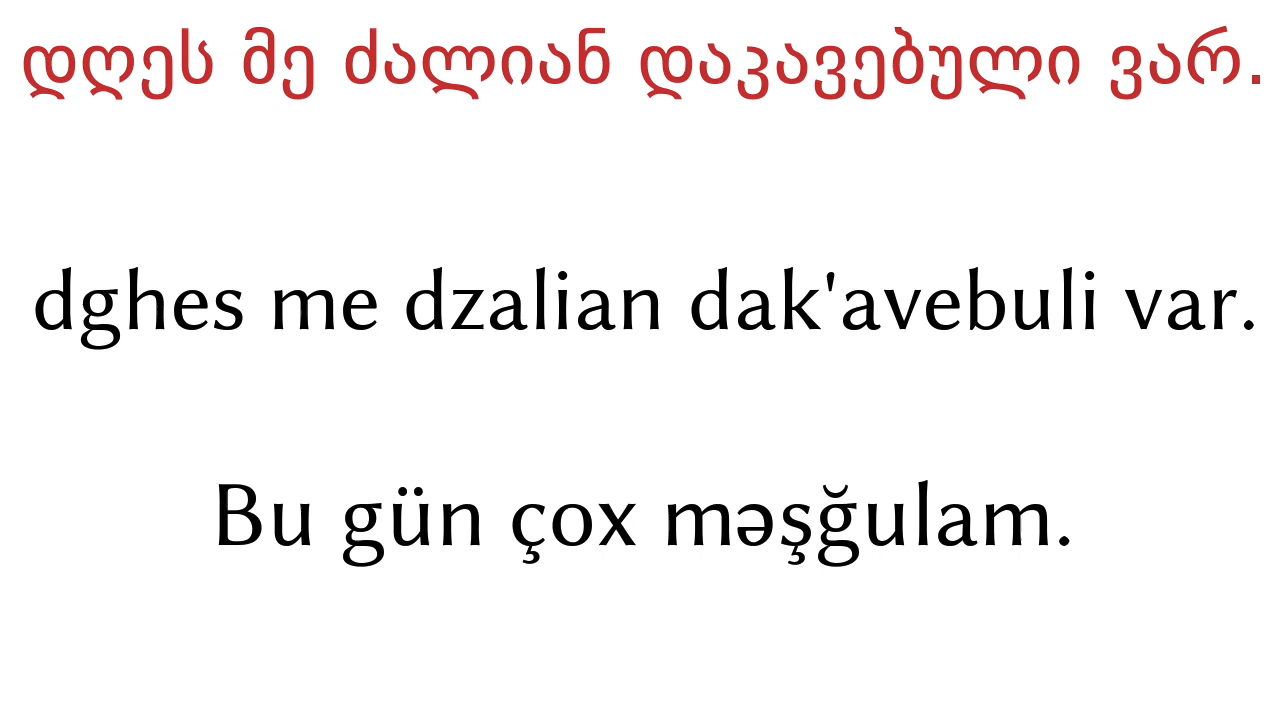 დღეს მე ძალიან დაკავებული ვარ.
dghes me dzalian dak'avebuli var.
Bu gün çox məşğulam.